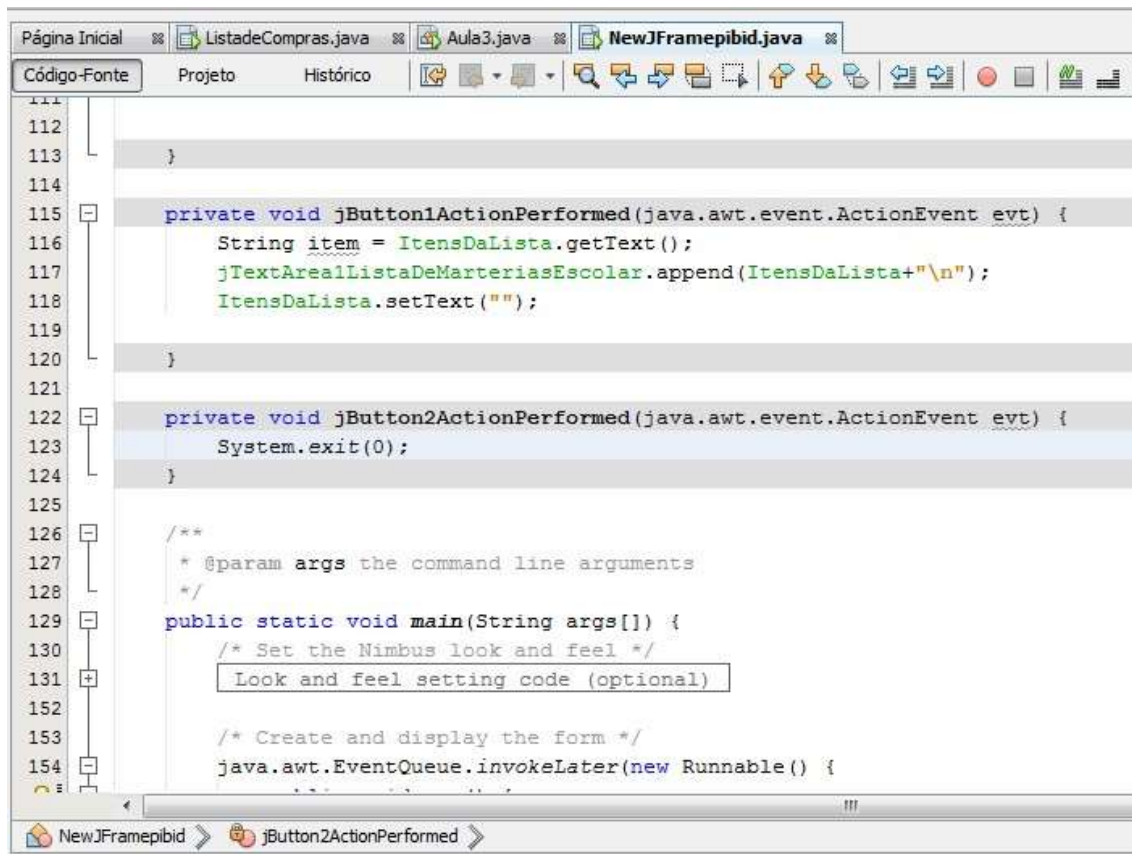 Página Inicial ListadeCompras.java Aula3.java NewJFramepibid.java
Código-Fonte Projeto Histórico
111
112
113 }
114
115 private void jButton1ActionPerformed(java.awt.event.ActionEvent evt) {
116 String item = ItensDaLista.getText();
117 jTextArea1ListaDeMarteriasEscolar.append(ItensDaLista+"\n");
118 ItensDaLista.setText("");
119
120 }
121
122 private void jButton2ActionPerformed(java.awt.event.ActionEvent evt) {
123 System.exit(0);
124 }
125
126 /**
127 * @param args the command line arguments
128 */
129 public static void main(String args[]) {
130 /* Set the Nimbus look and feel */
131 Look and feel setting code (optional)
152
153 /* Create and display the form */
154 java.awt.EventQueue.invokeLater(new Runnable() {
NewJFramepibid jButton2ActionPerformed